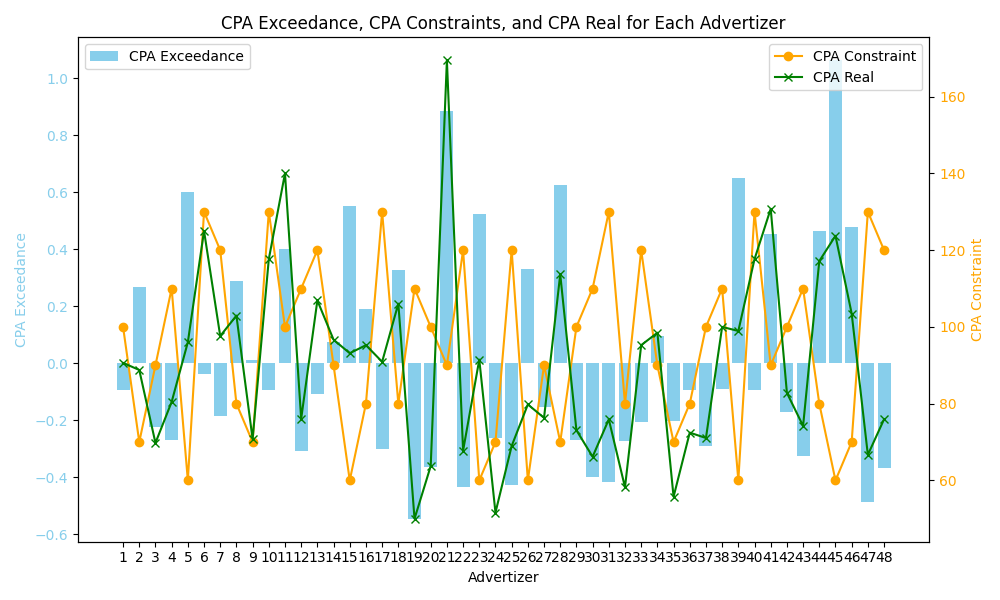 CPA Exceedance, CPA Constraints, and CPA Real for Each Advertizer
CPA Exceedance
CPA Constraint
CPA Real
1.0
0.8
0.6
0.4
0.2
0.0
−0.2
−0.4
−0.6
CPA Exceedance
160
140
120
100
80
60
CPA Constraint
1 2 3 4 5 6 7 8 9 10 11 12 13 14 15 16 17 18 19 20 21 22 23 24 25 26 27 28 29 30 31 32 33 34 35 36 37 38 39 40 41 42 43 44 45 46 47 48
Advertizer